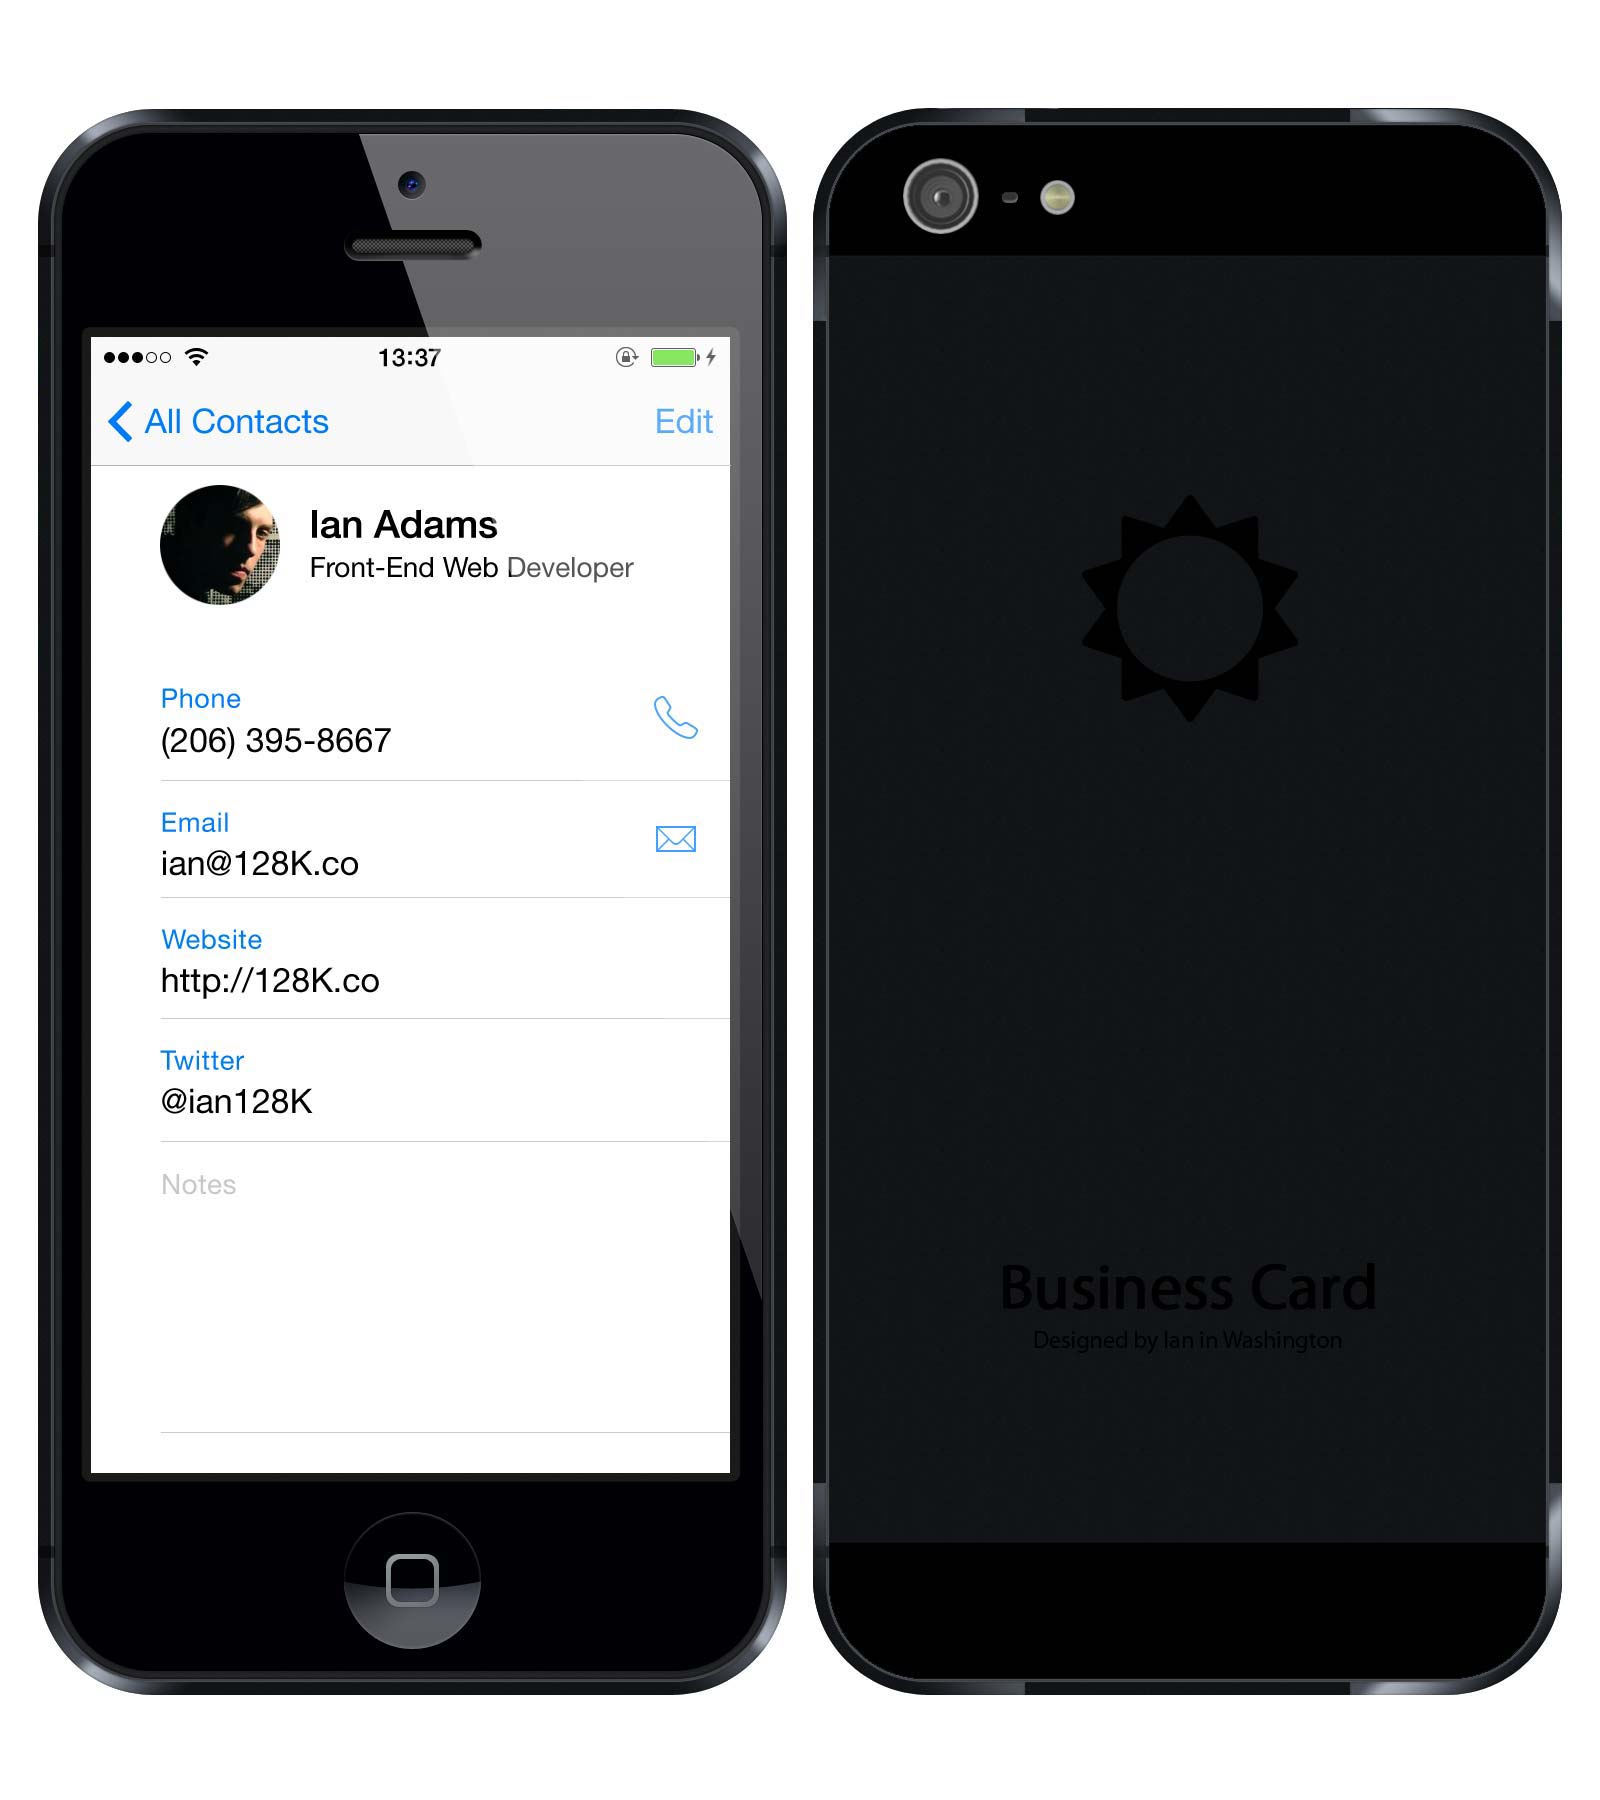 13:37
All Contacts
Edit
Ian Adams
Front-End Web Developer
Phone
(206) 395-8667
Email
ian@128K.co
Website
http://128K.co
Twitter
@ian128K
Notes
Business Card
Designed by Ian in Washington